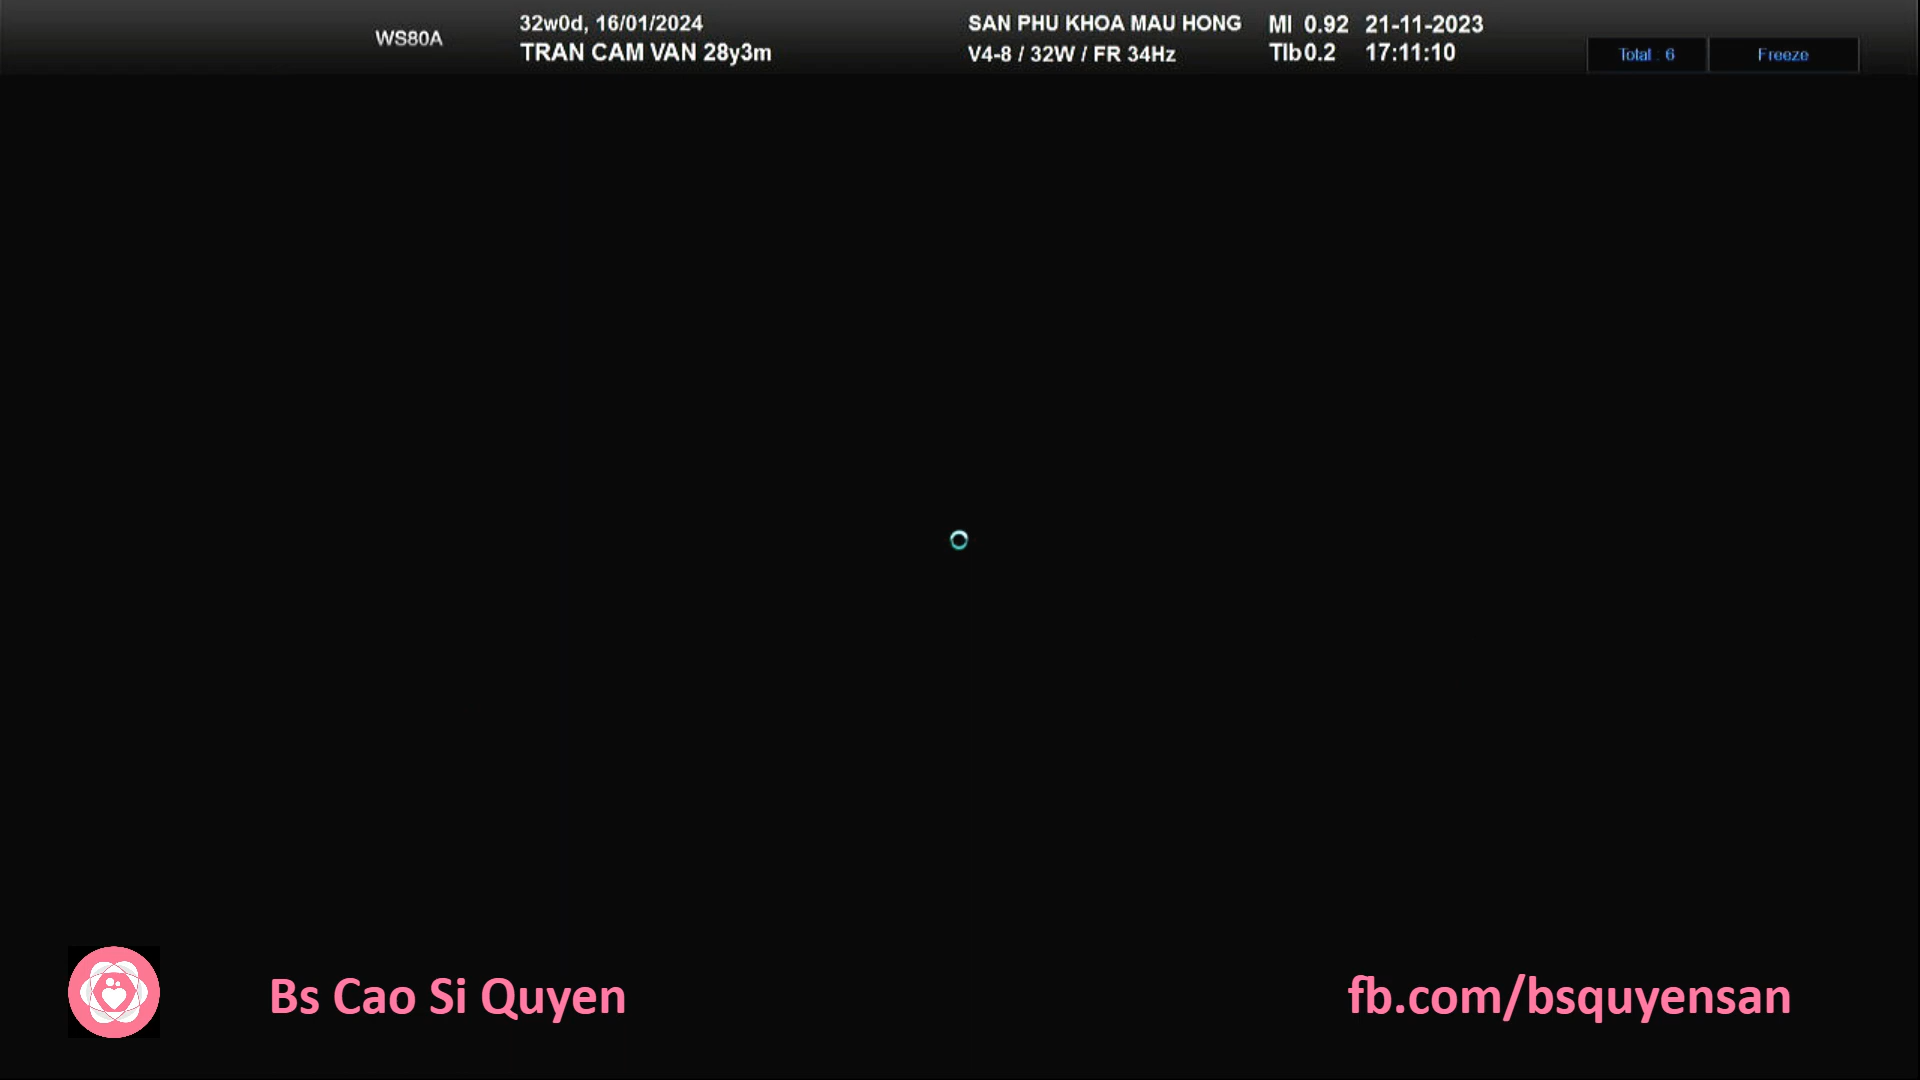 WS80A
32w0d, 16/01/2024
TRAN CAM VAN 28y3m
SAN PHU KHOA MAU HONG
V4-8 / 32W / FR 34Hz
MI 0.92 21-11-2023
TIb 0.2 17:11:10
Total : 6
Freeze
Bs Cao Si Quyen
fb.com/bsquyensan